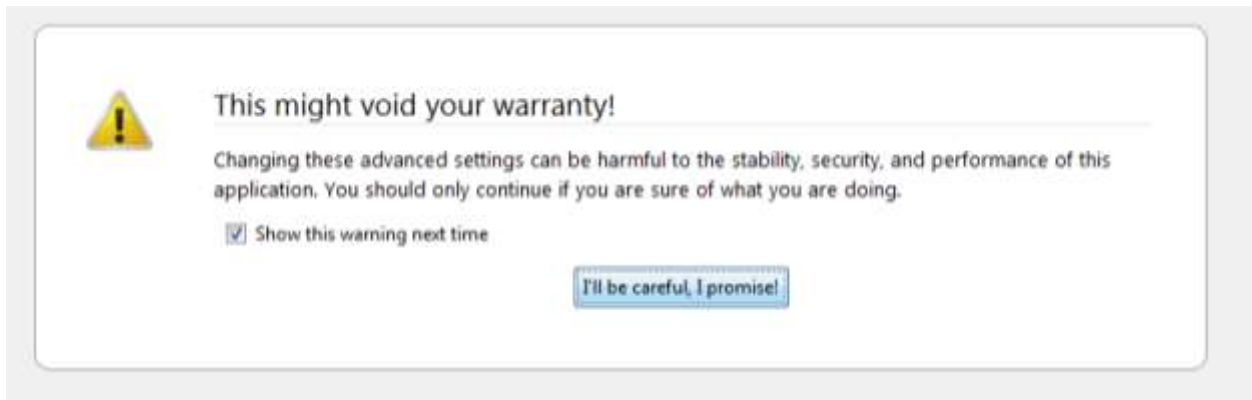 This might void your warranty!
Changing these advanced settings can be harmful to the stability, security, and performance of this
application. You should only continue if you are sure of what you are doing.
Show this warning next time
I'll be careful, I promise!